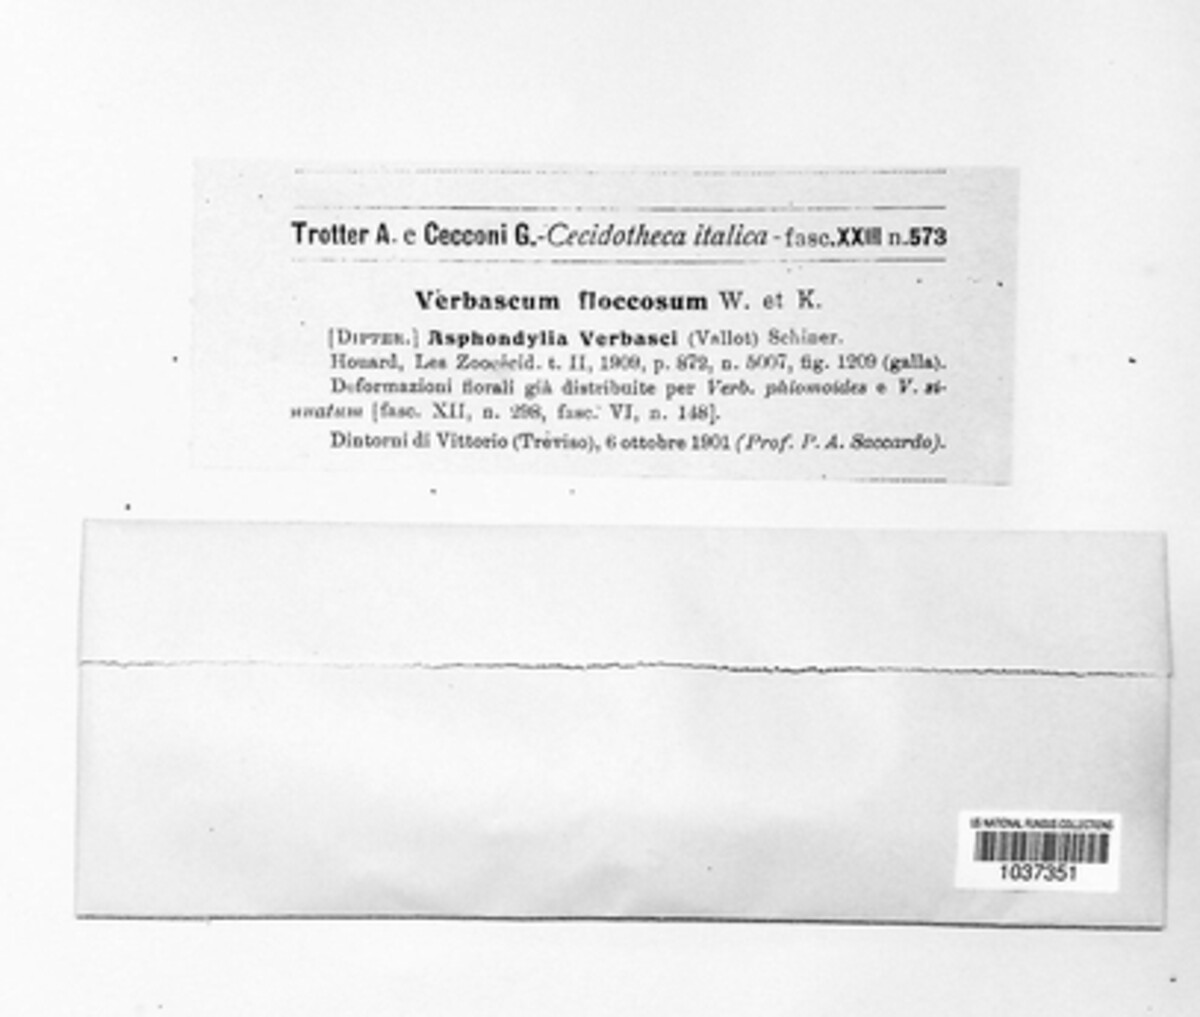 Trotter A. e Cecconi G.-Cecidotheca italica - fasc. XXIII n. 573
Verbascum floccosum W. et K.
[DIPTER.] Asphondylia Verbasci (Vallot) Schiner.
Houard, Les Zoocécid. t. II, 1909, p. 872, n. 5007, fig. 1209 (galla).
Deformazioni florali già distribuite per Verb. phlomoides e V. si-
nuatum [fasc. XII, n. 298, fasc. VI, n. 148].
Dintorni di Vittorio (Treviso), 6 ottobre 1901 (Prof. P. A. Saccardo).
US NATIONAL FUNGUS COLLECTIONS
1037351